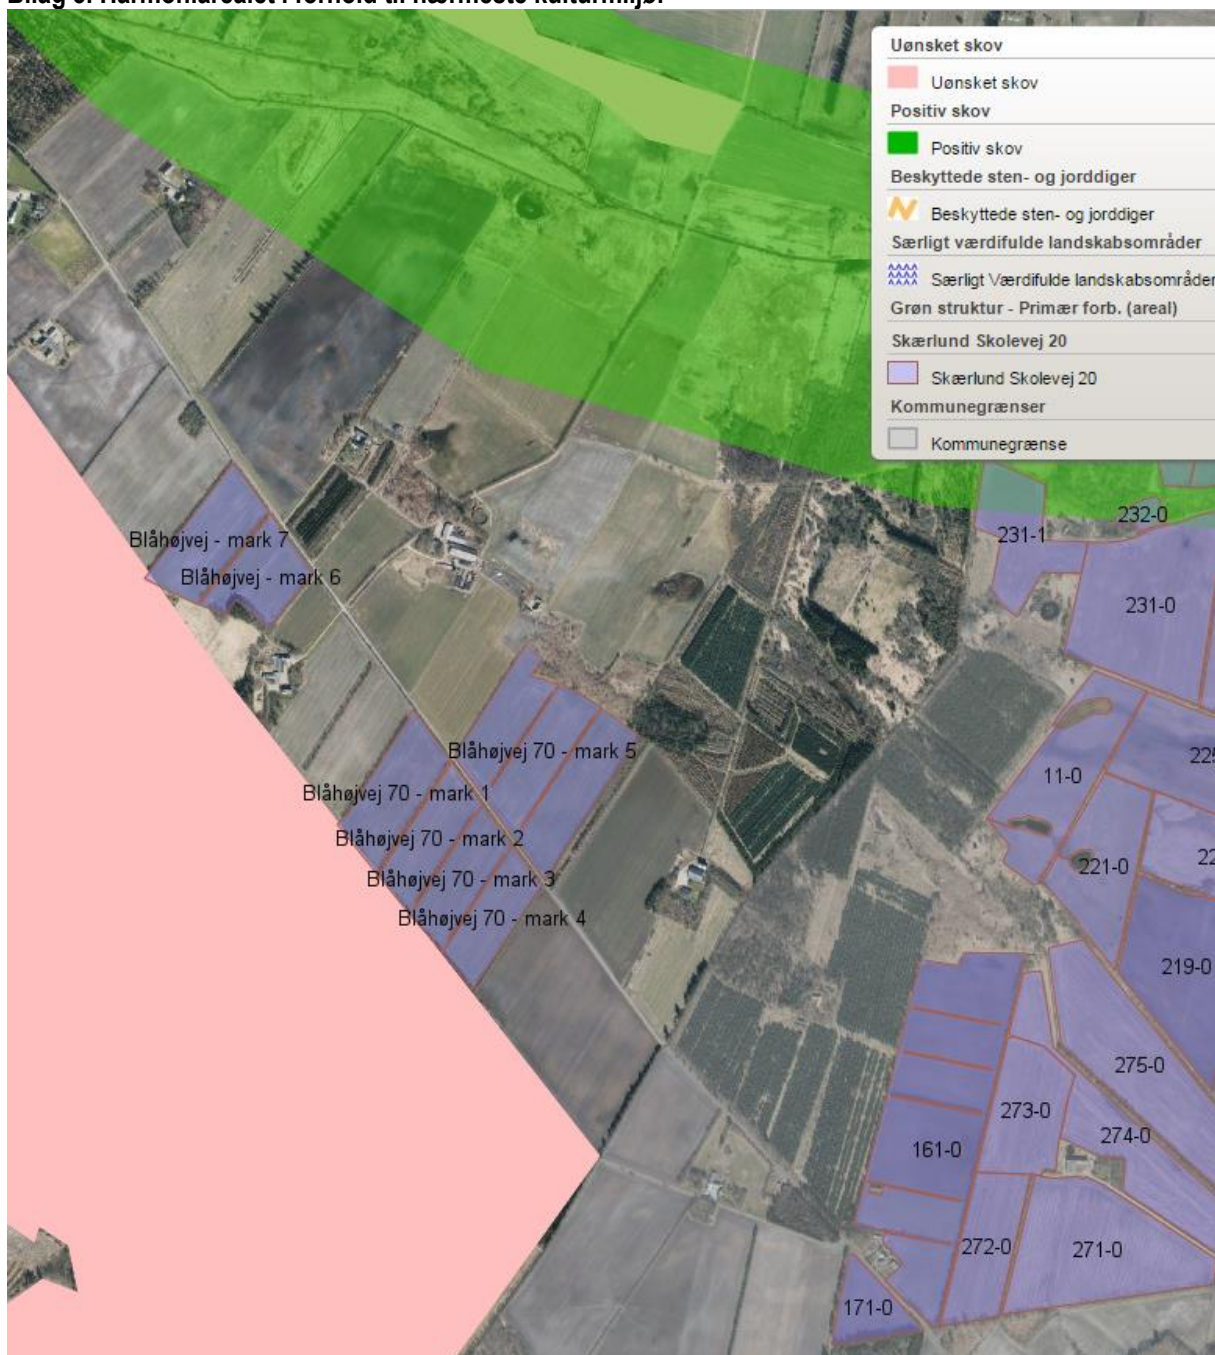 Uønsket skov
Uønsket skov
Positiv skov
Positiv skov
Beskyttede sten- og jorddiger
Beskyttede sten- og jorddiger
Særligt værdifulde landskabsområder
Særligt Værdifulde landskabsområder
Grøn struktur - Primær forb. (areal)
Skærlund Skolevej 20
Skærlund Skolevej 20
Kommunegrænser
Kommunegrænse
232-0
231-1
Blåhøjvej - mark 7
Blåhøjvej - mark 6
231-0
Blåhøjvej 70 - mark 5
11-0
Blåhøjvej 70 - mark 1
Blåhøjvej 70 - mark 2
221-0
Blåhøjvej 70 - mark 3
Blåhøjvej 70 - mark 4
219-0
275-0
273-0
274-0
161-0
272-0
271-0
171-0